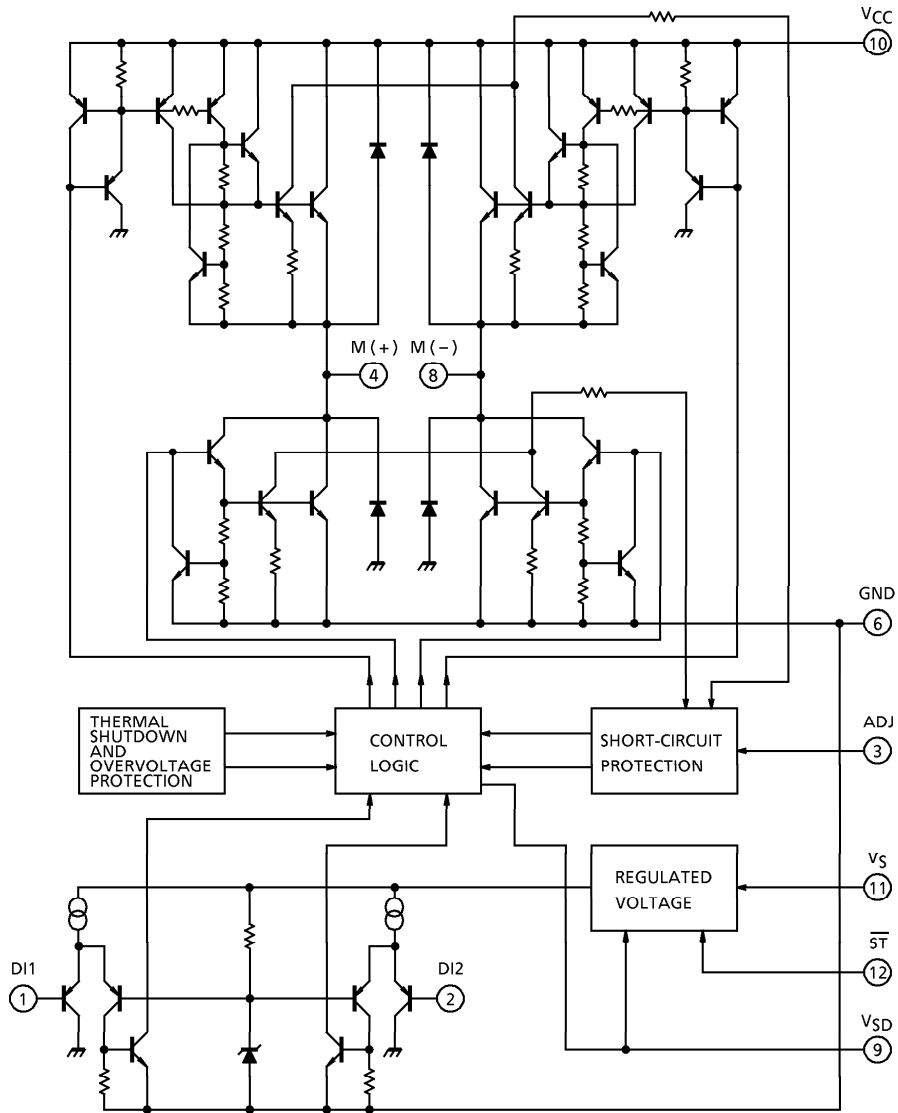 VCC
10
M(+) M(−)
4 8
GND
6
THERMAL
SHUTDOWN
AND
OVERVOLTAGE
PROTECTION
CONTROL
LOGIC
SHORT-CIRCUIT
PROTECTION
ADJ
3
REGULATED
VOLTAGE
VS
11
ST
12
DI1
1
DI2
2
VSD
9